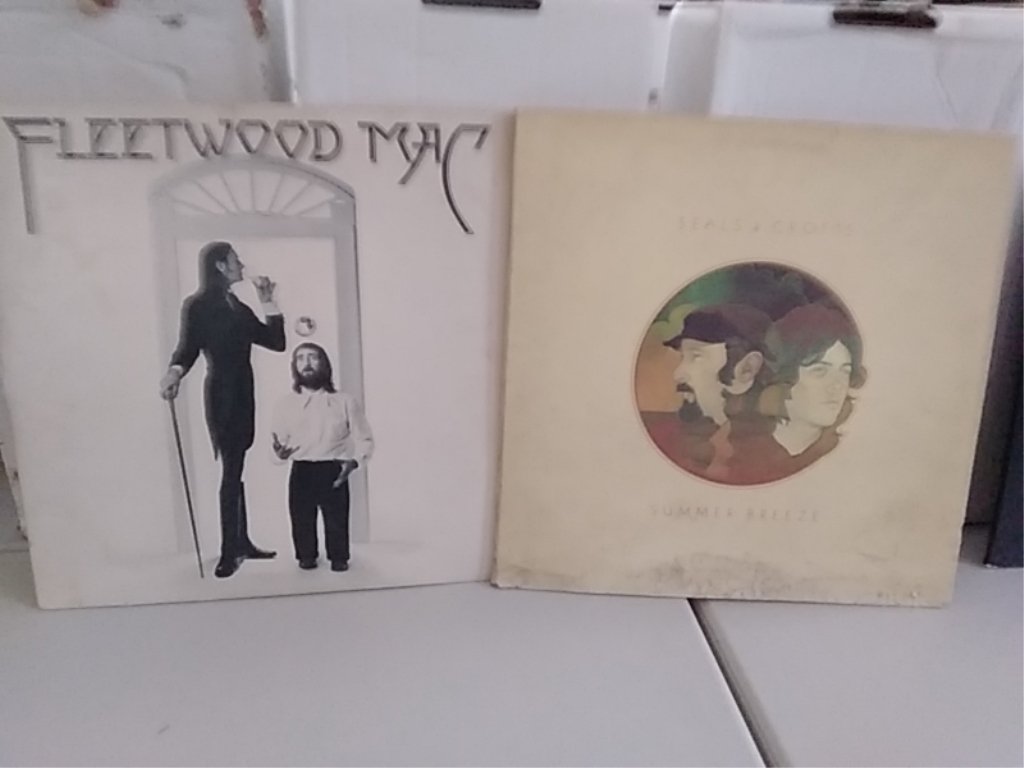 FLEETWOOD MAC
SEALS & CROFTS
SUMMER BREEZE